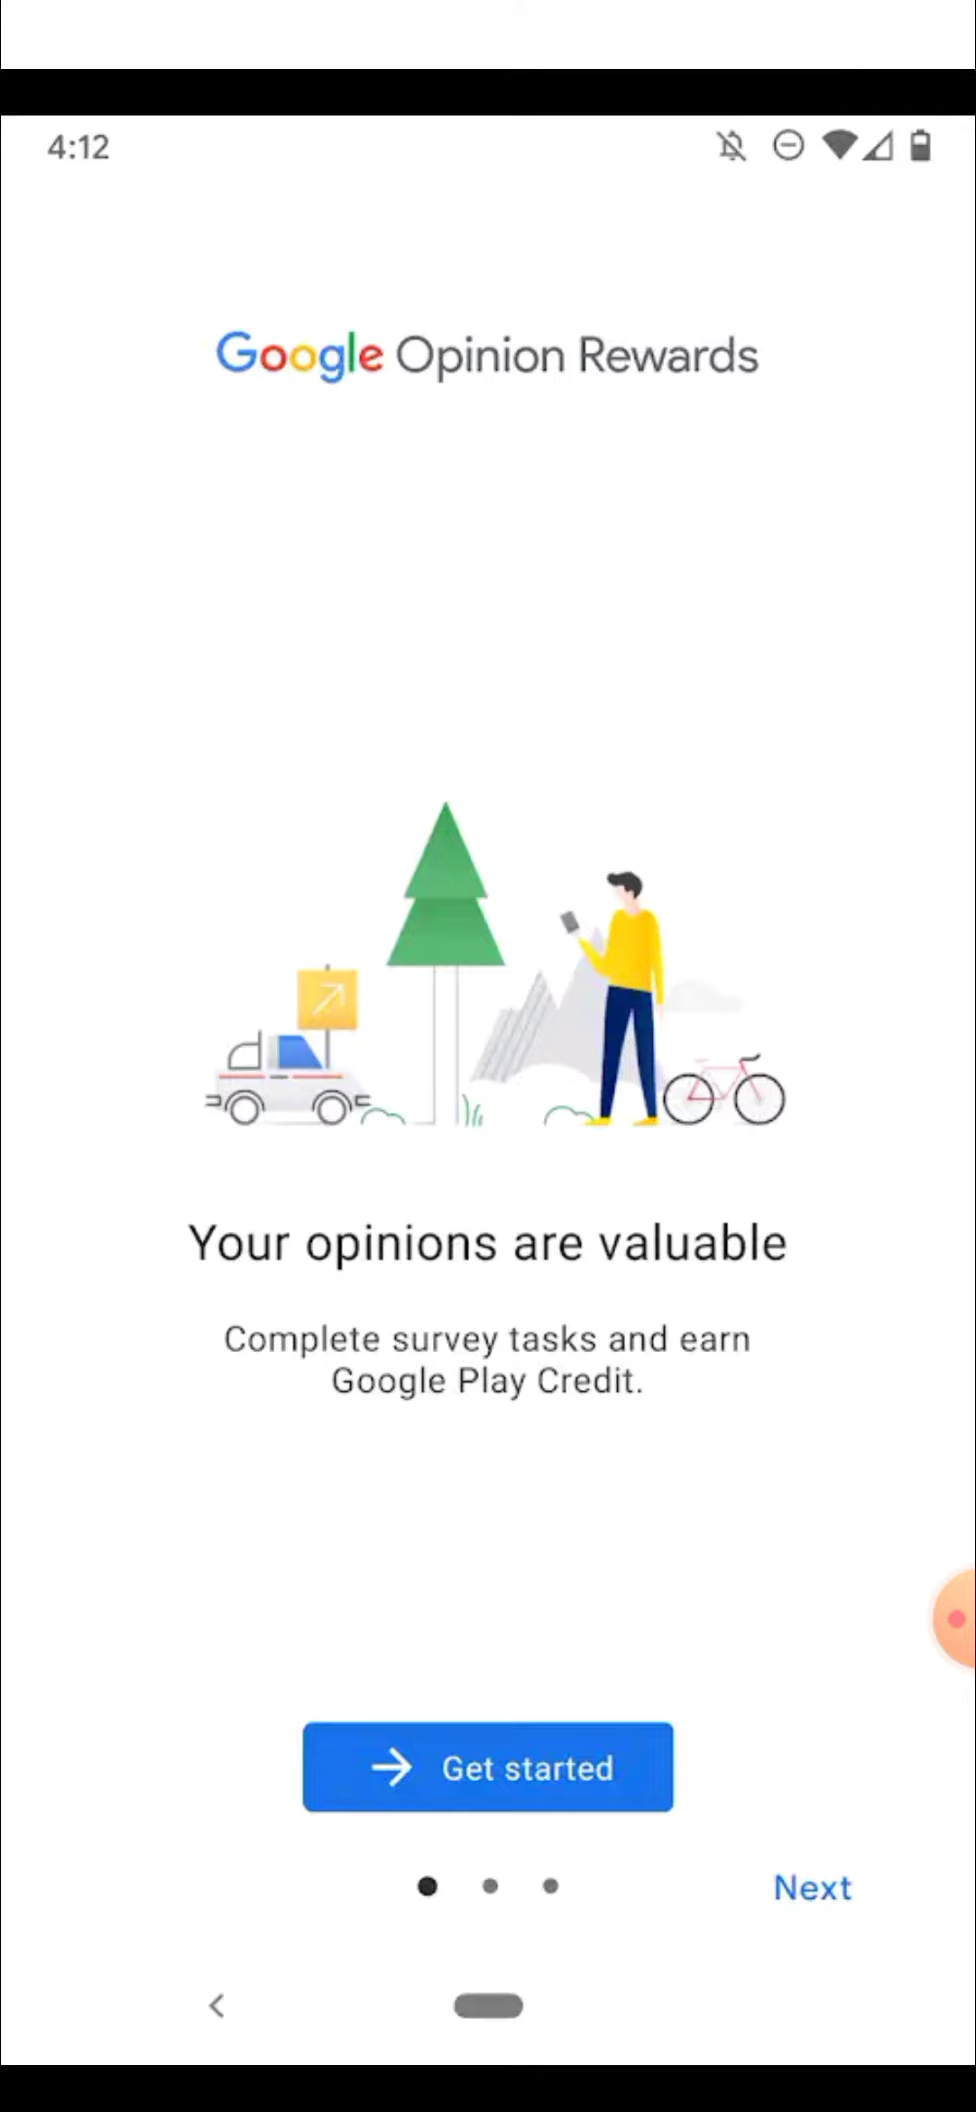 4:12
Google Opinion Rewards
Your opinions are valuable
Complete survey tasks and earn
Google Play Credit.
Get started
Next